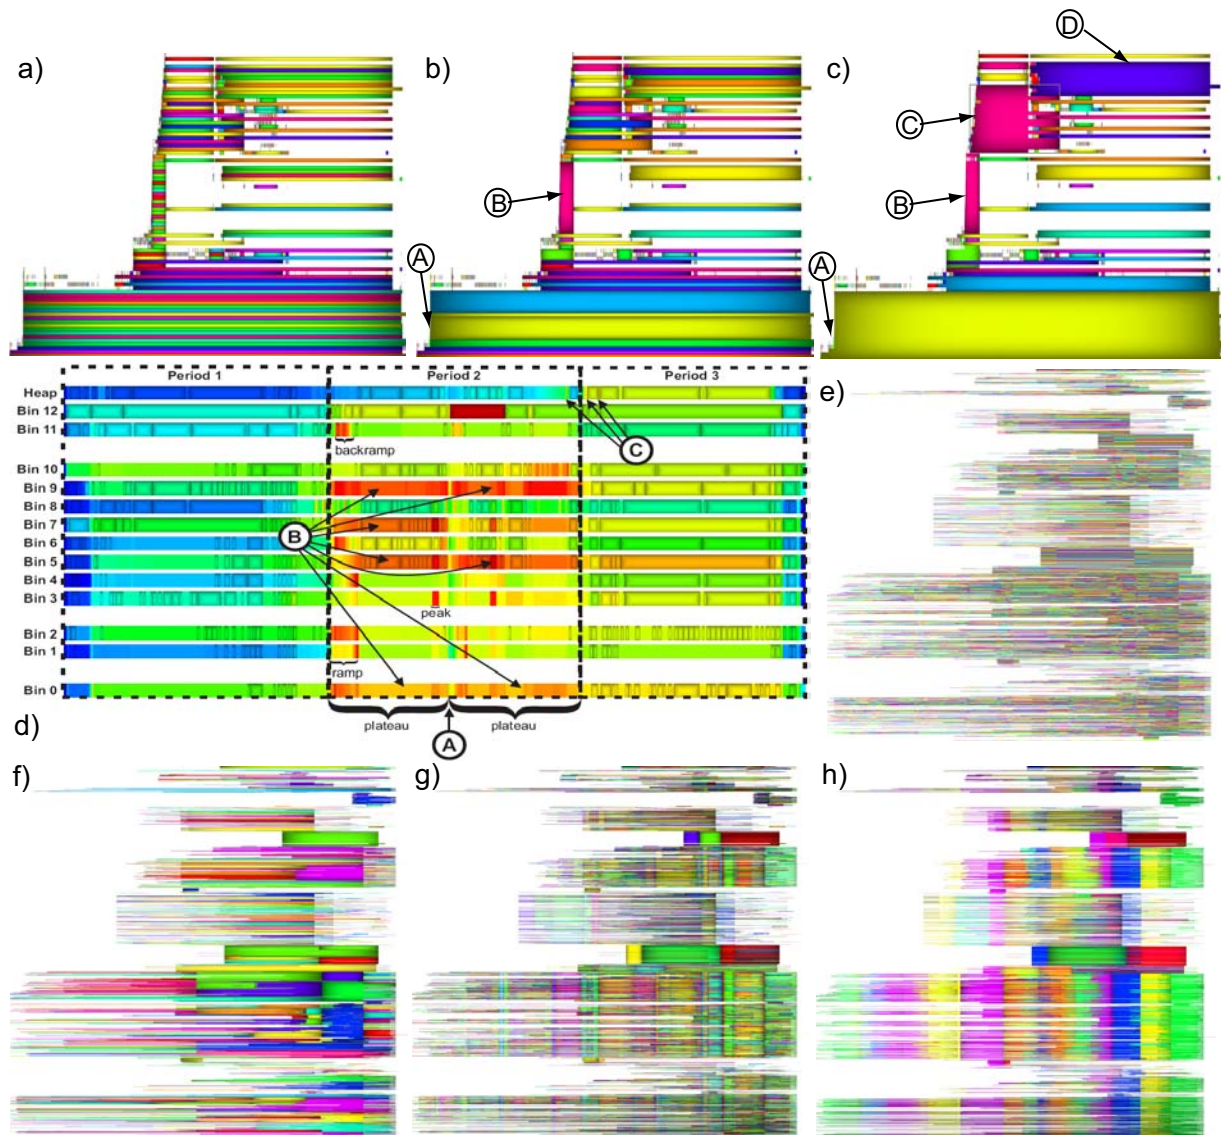 D
a)
b)
c)
C
B
B
A
A
Period 1 Period 2 Period 3
Heap
Bin 12
Bin 11
backramp
C
Bin 10
Bin 9
Bin 8
Bin 7
B
Bin 6
Bin 5
Bin 4
Bin 3
peak
Bin 2
Bin 1
ramp
Bin 0
d)
plateau
A
plateau
e)
f)
g)
h)